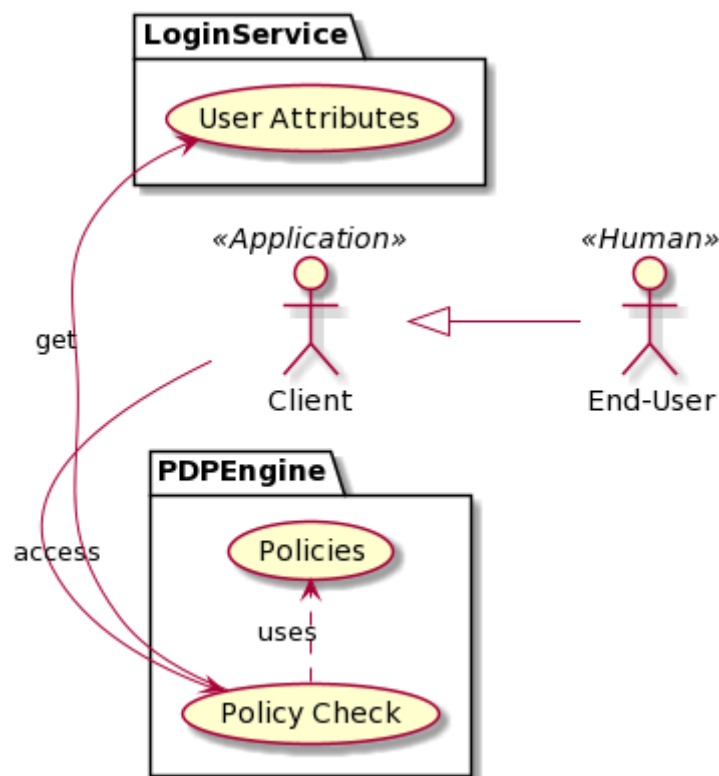 LoginService
User Attributes
«Application»
«Human»
get
Client
End-User
PDPEngine
access
Policies
uses
Policy Check